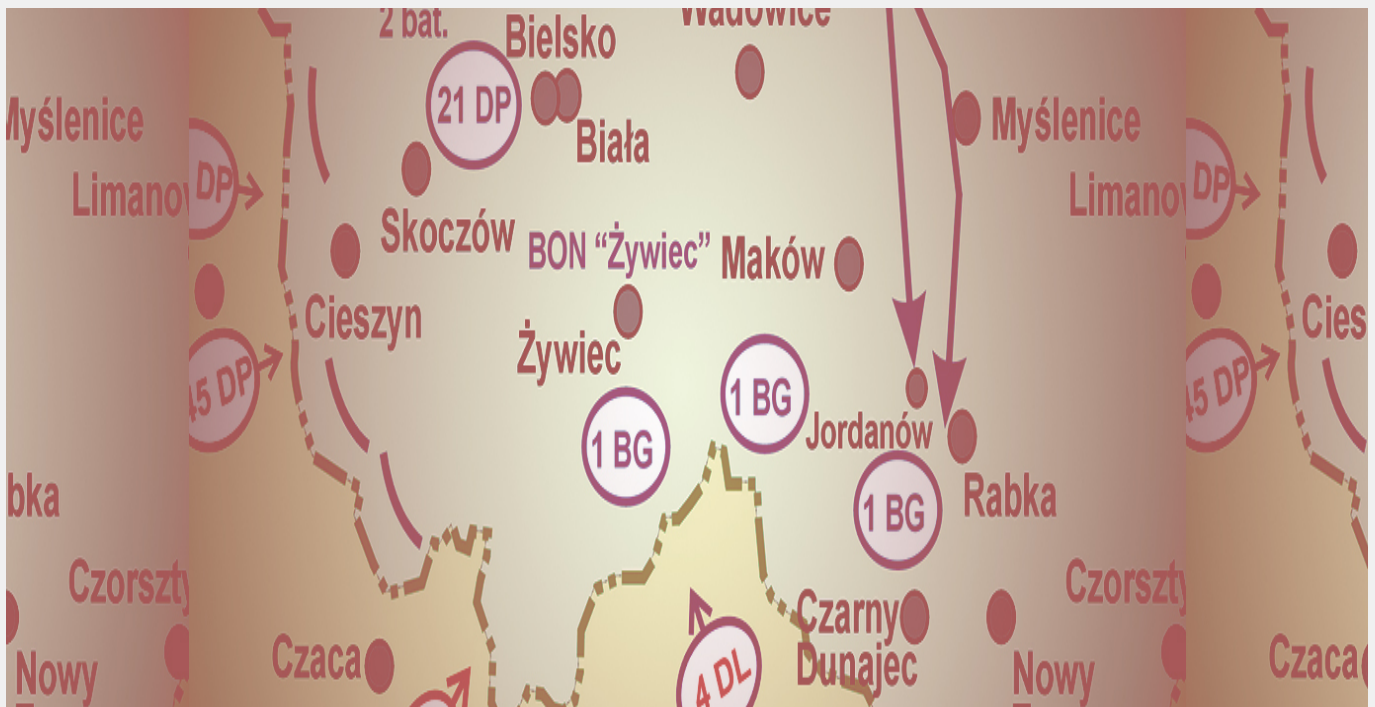 2 bat.
Bielsko
Wadowice
21 DP
Biała
Myślenice
Myślenice
Limanow
Limanow
DP
DP
Skoczów
BON “Żywiec”
Maków
Cieszyn
Cies
Żywiec
45 DP
45 DP
1 BG
Jordanów
1 BG
bka
Rabka
1 BG
Czorszty
Czorszty
Czarny
Dunajec
Czaca
Czaca
4 DL
Nowy
Nowy